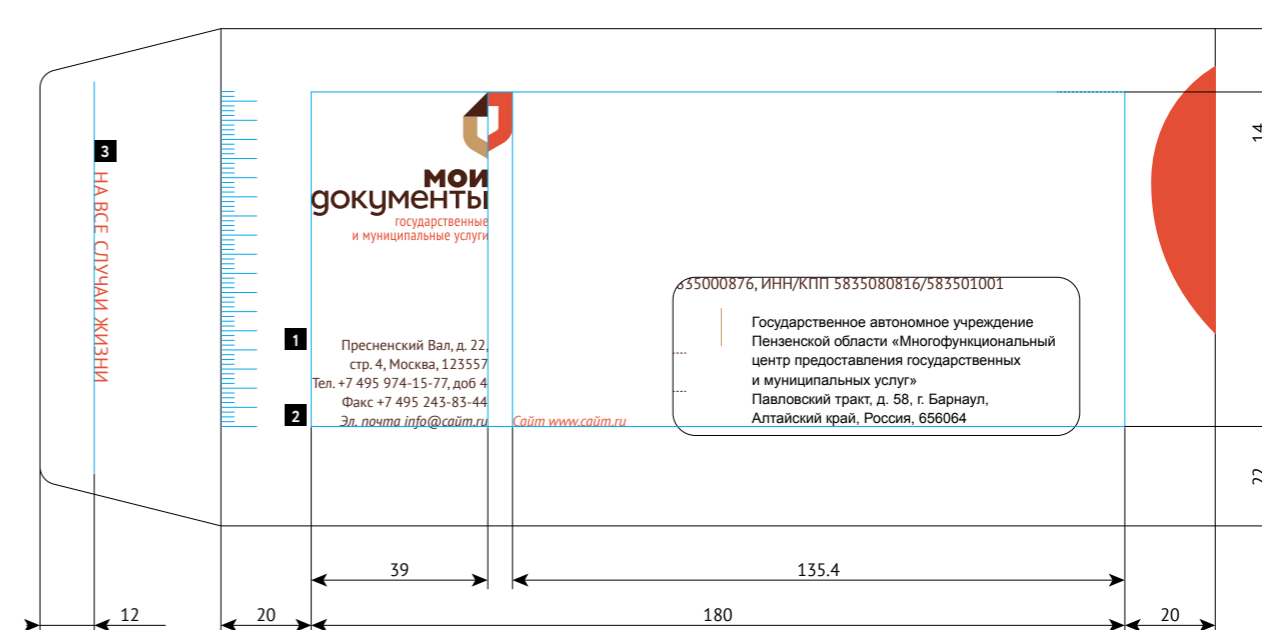 3
НА ВСЕ СЛУЧАИ ЖИЗНИ
МОИ
документы
государственные
и муниципальные услуги
1
Пресненский Вал, д. 22,
стр. 4, Москва, 123557
Тел. +7 495 974-15-77, доб 4
Факс +7 495 243-83-44
2
Эл. почта info@сайт.ru
Сайт www.сайт.ru
35000876, ИНН/КПП 5835080816/583501001
Государственное автономное учреждение
Пензенской области «Многофункциональный
центр предоставления государственных
и муниципальных услуг»
Павловский тракт, д. 58, г. Барнаул,
Алтайский край, Россия, 656064
14
22
39
135.4
12
20
180
20